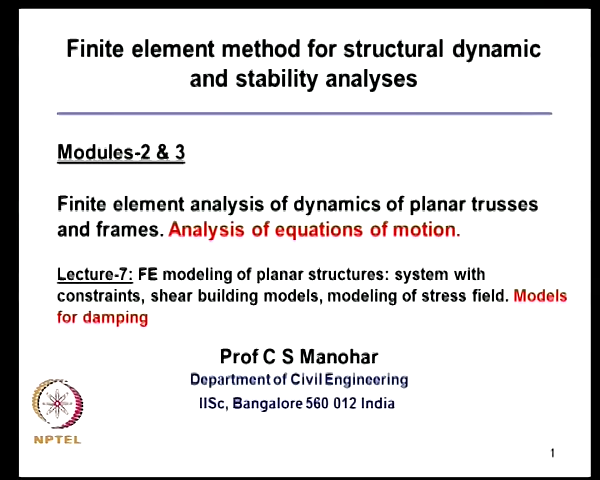 Finite element method for structural dynamic
and stability analyses
Modules-2 & 3
Finite element analysis of dynamics of planar trusses
and frames. Analysis of equations of motion.
Lecture-7: FE modeling of planar structures: system with
constraints, shear building models, modeling of stress field. Models
for damping
Prof C S Manohar
Department of Civil Engineering
IISc, Bangalore 560 012 India
NPTEL
1